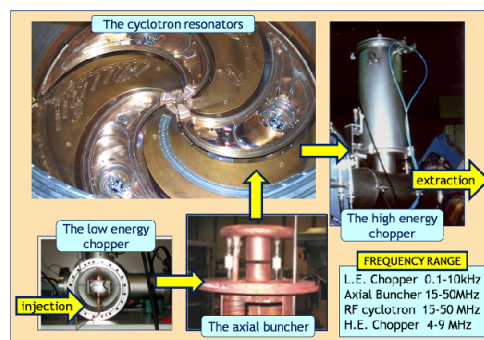 The cyclotron resonators
extraction
The high energy
chopper
The low energy
chopper
injection
The axial buncher
FREQUENCY RANGE
L.E. Chopper 0.1-10kHz
Axial Buncher 15-50MHz
RF cyclotron 15-50 MHz
H.E. Chopper 4-9 MHz